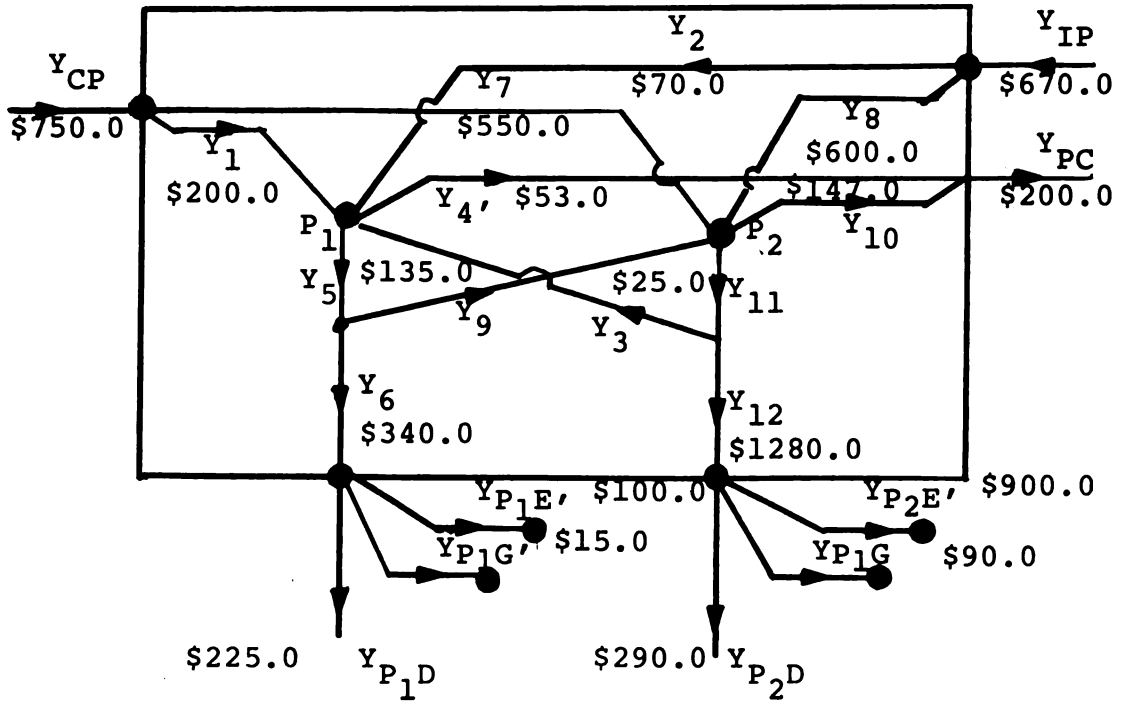 Y2
YIP
YCP
Y7
$70.0
$670.0
$750.0
$550.0
Y8
Y1
$600.0
YPC
$200.0
Y4'
$53.0
$147.0
$200.0
P1
P2
Y10
Y5
$135.0
$25.0
Y11
Y9
Y3
Y6
Y12
$340.0
$1280.0
YP1E'
$100.0
YP2E'
$900.0
YP1G'
$15.0
YP1G
$90.0
$225.0
YP1D
$290.0
YP2D